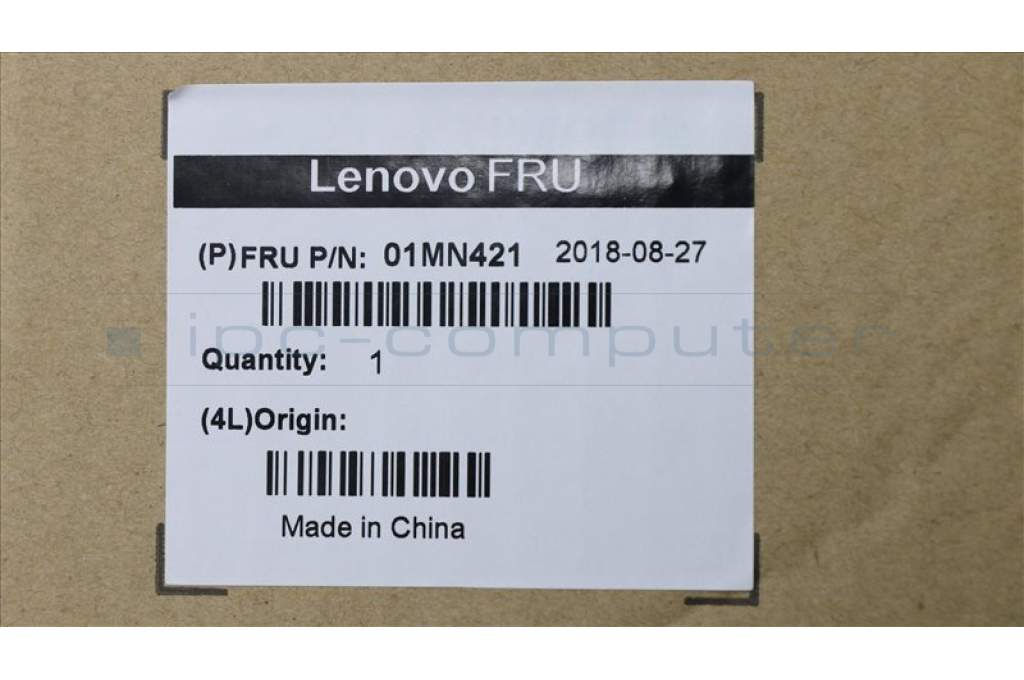 Lenovo FRU
(P)FRU P/N: 01MN421 2018-08-27
ipc-computer
Quantity: 1
(4L)Origin:
Made in China